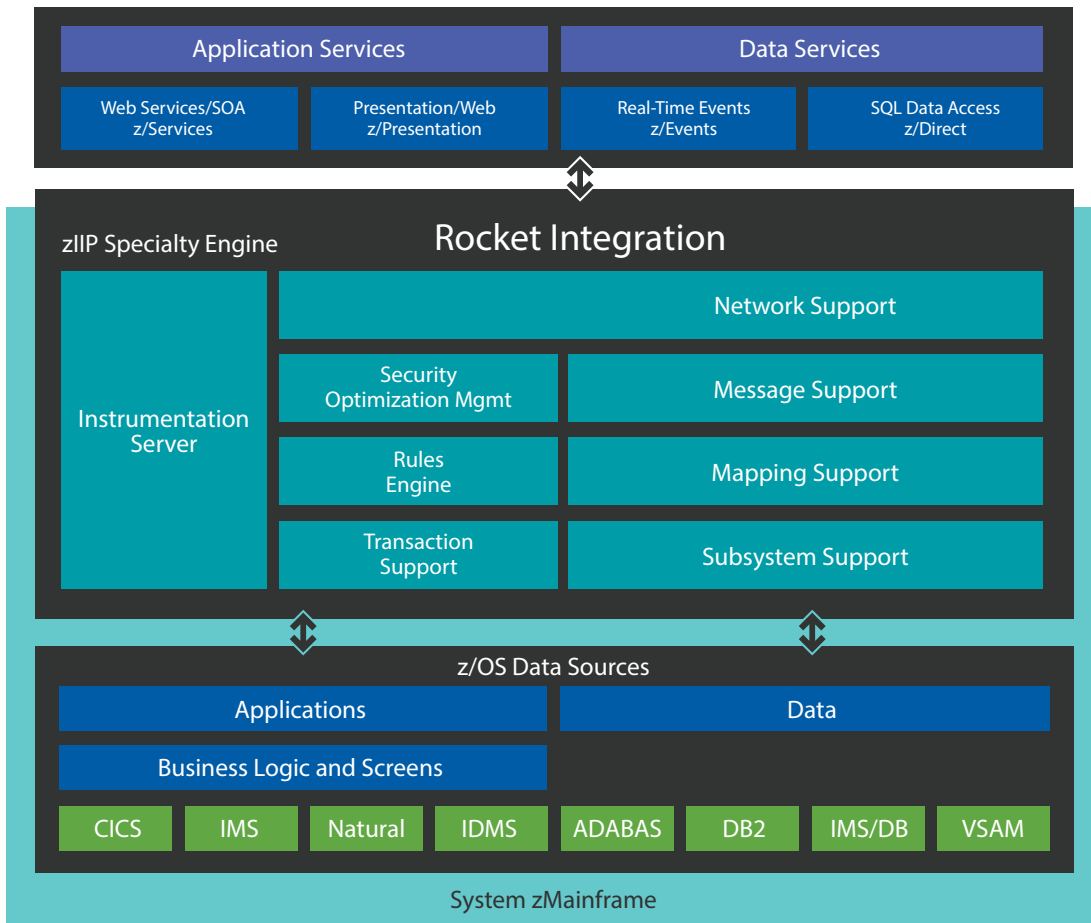 Application Services
Data Services
Web Services/SOA
z/Services
Presentation/Web
z/Presentation
Real-Time Events
z/Events
SQL Data Access
z/Direct
zIIP Specialty Engine
Rocket Integration
Instrumentation
Server
Network Support
Security
Optimization Mgmt
Message Support
Rules
Engine
Mapping Support
Transaction
Support
Subsystem Support
z/OS Data Sources
Applications
Data
Business Logic and Screens
CICS
IMS
Natural
IDMS
ADABAS
DB2
IMS/DB
VSAM
System zMainframe